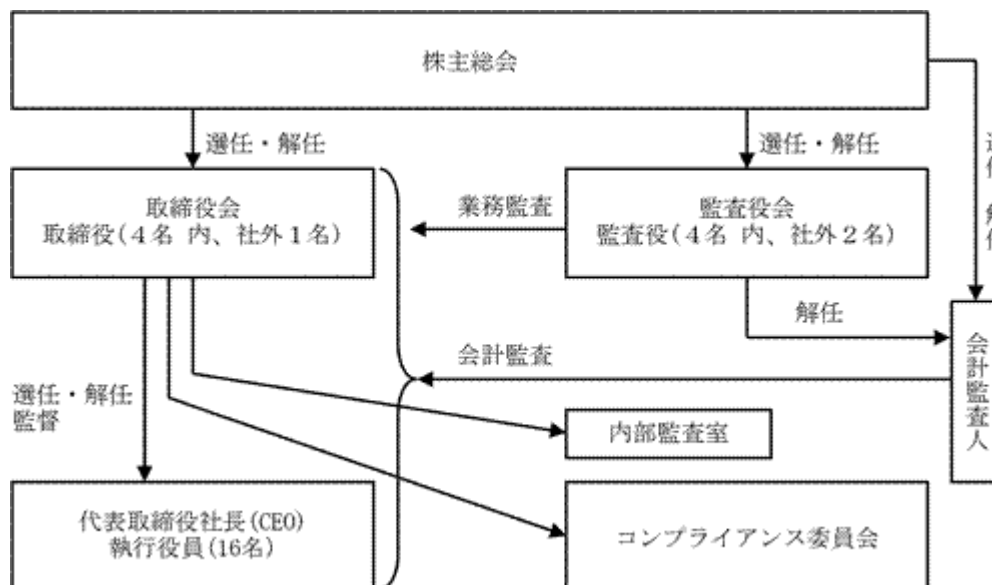 株主総会
選任・解任
選任・解任
取締役会
取締役(４名 内、社外１名)
業務監査
監査役会
監査役(４名 内、社外２名)
解任
会計監査
会計監査人
選任・解任
監督
内部監査室
代表取締役社長(CEO)
執行役員(16名)
コンプライアンス委員会